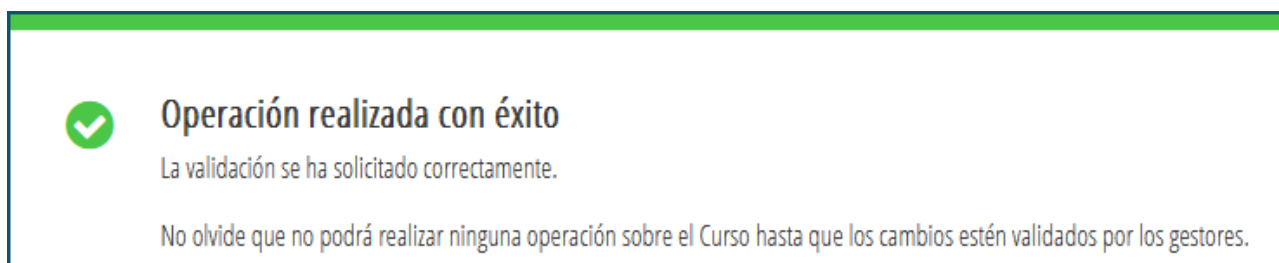 Operación realizada con éxito
La validación se ha solicitado correctamente.
No olvide que no podrá realizar ninguna operación sobre el Curso hasta que los cambios estén validados por los gestores.